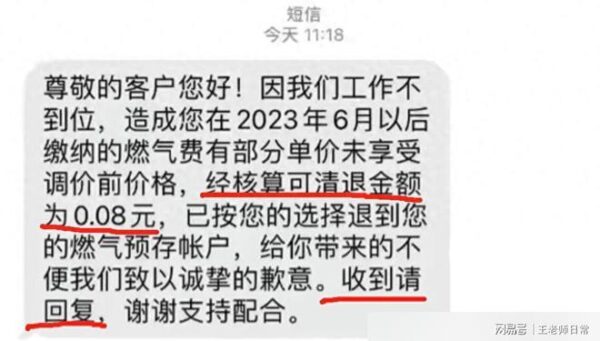 短信
今天 11:18
尊敬的客户您好！因我们工作不
到位，造成您在2023年6月以后
缴纳的燃气费有部分单价未享受
调价前价格，经核算可清退金额
为0.08元，已按您的选择退到您
的燃气预存帐户，给你带来的不
便我们致以诚挚的歉意。收到请
回复，谢谢支持配合。
网易号 | 王老师日常